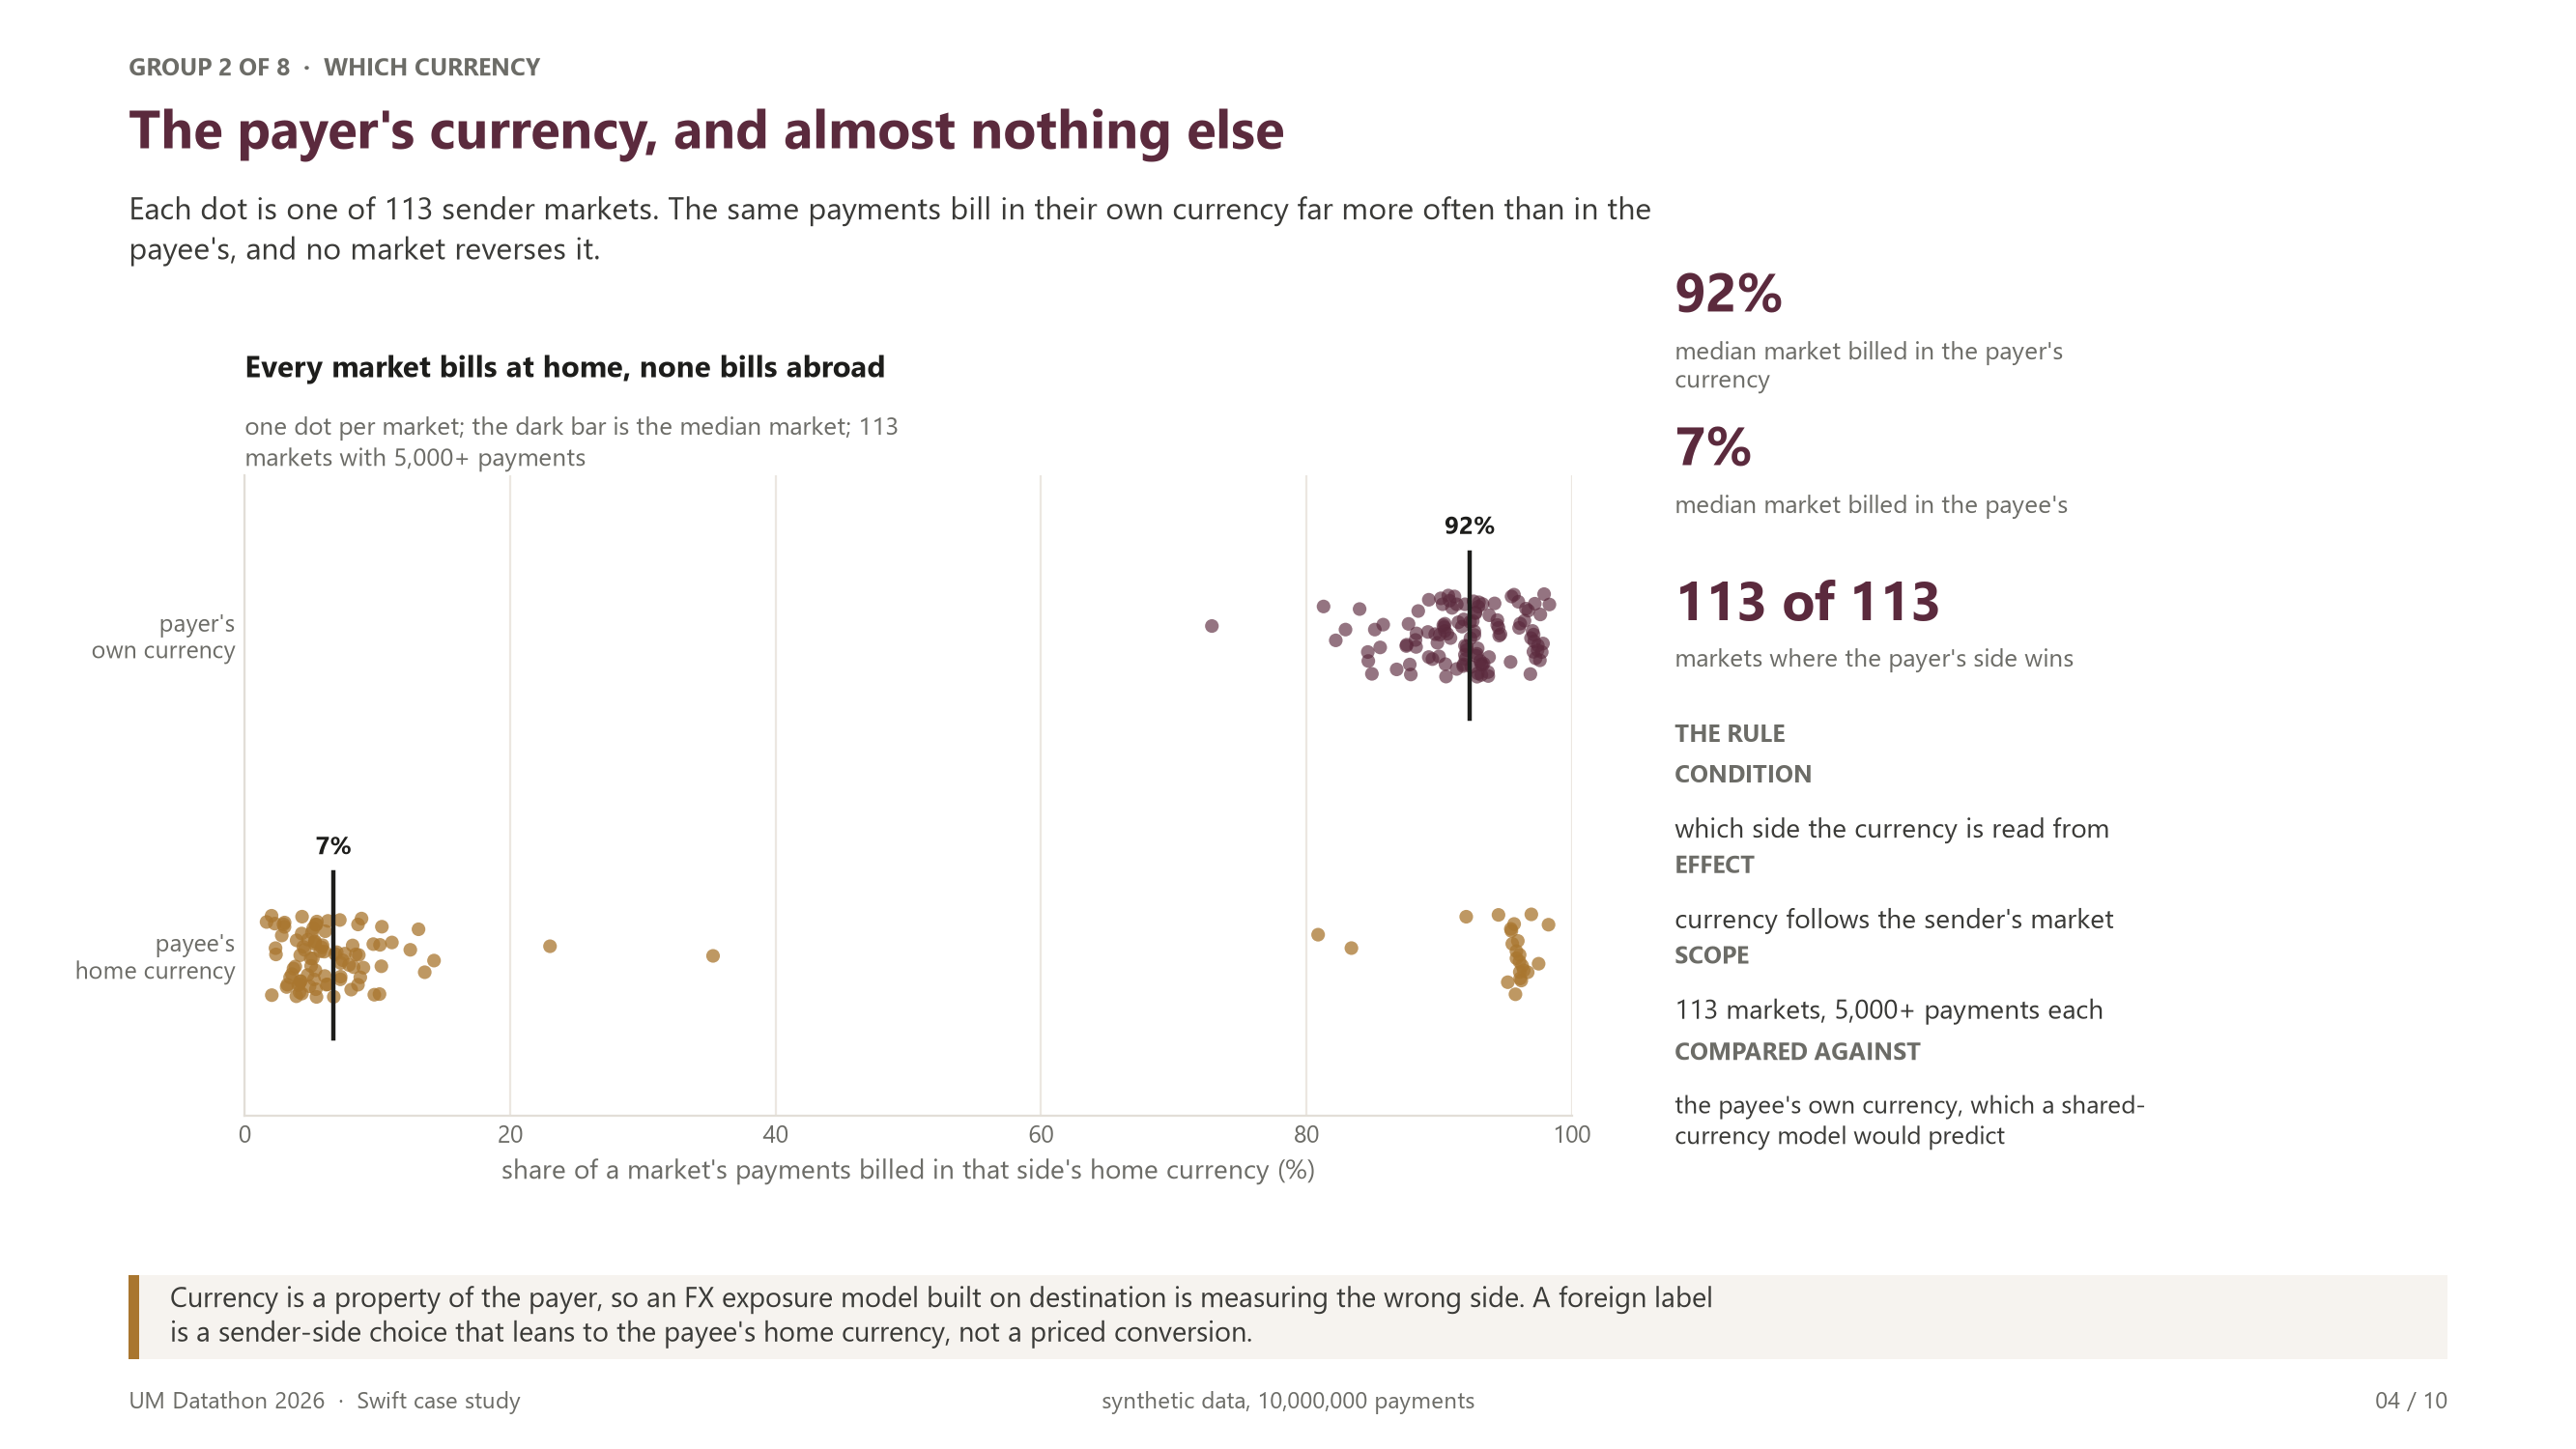 GROUP 2 OF 8 · WHICH CURRENCY
The payer's currency, and almost nothing else
Each dot is one of 113 sender markets. The same payments bill in their own currency far more often than in the
payee's, and no market reverses it.
Every market bills at home, none bills abroad
one dot per market; the dark bar is the median market; 113
markets with 5,000+ payments
92%
payer's
own currency
7%
payee's
home currency
0 20 40 60 80 100
share of a market's payments billed in that side's home currency (%)
92%
median market billed in the payer's
currency
7%
median market billed in the payee's
113 of 113
markets where the payer's side wins
THE RULE
CONDITION
which side the currency is read from
EFFECT
currency follows the sender's market
SCOPE
113 markets, 5,000+ payments each
COMPARED AGAINST
the payee's own currency, which a shared-
currency model would predict
Currency is a property of the payer, so an FX exposure model built on destination is measuring the wrong side. A foreign label
is a sender-side choice that leans to the payee's home currency, not a priced conversion.
UM Datathon 2026 · Swift case study
synthetic data, 10,000,000 payments
04 / 10